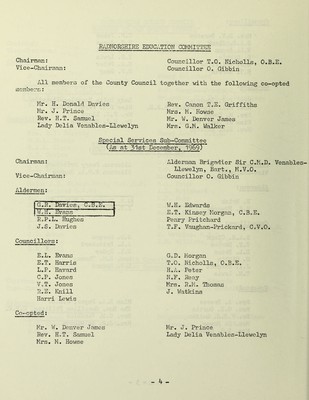 RADNORSHIRE EDUCATION COMMITTEE
Chairman: Councillor T.O. Nicholls, O.B.E.
Vice-Chairman: Councillor O. Gibbin
All members of the County Council together with the following co-opted
members:
Mr. H. Donald Davies Rev. Canon T.E. Griffiths
Mr. J. Prince Mrs. M. Howse
Rev. H.T. Samuel Mr. W. Denver James
Lady Delia Venables-Llewelyn Mrs. G.M. Walker
Special Services Sub-Committee
(As at 31st December, 1969)
Chairman: Alderman Brigadier Sir C.M.D. Venables-
Llewelyn, Bart., M.V.O.
Vice-Chairman: Councillor O. Gibbin
Aldermen:
G.H. Davies, C.B.E. W.H. Edwards
W.H. Evans E.T. Kinsey Morgan, C.B.E.
R.P.L. Hughes Penry Pritchard
J.S. Davies T.F. Vaughan-Prickard, C.V.O.
Councillors:
E.L. Evans G.D. Morgan
E.T. Harris T.O. Nicholls, O.B.E.
L.P. Havard H.A. Peter
C.P. Jones N.F. Reay
V.T. Jones Mrs. D.M. Thomas
R.Z. Knill J. Watkins
Harri Lewis
Co-opted:
Mr. W. Denver James Mr. J. Prince
Rev. H.T. Samuel Lady Delia Venables-Llewelyn
Mrs. M. Howse
- 4 -